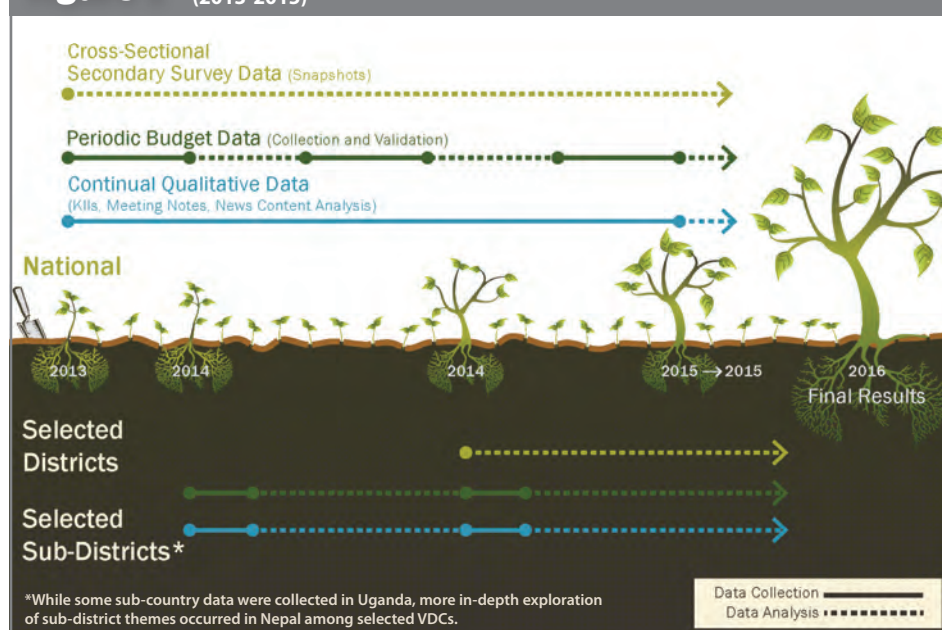 (2013-2015)
Cross-Sectional
Secondary Survey Data (Snapshots)
Periodic Budget Data (Collection and Validation)
Continual Qualitative Data
(KIIs, Meeting Notes, News Content Analysis)
National
2013
2014
2014
2015 → 2015
2016
Final Results
Selected
Districts
Selected
Sub-Districts*
*While some sub-country data were collected in Uganda, more in-depth exploration
of sub-district themes occurred in Nepal among selected VDCs.
Data Collection
Data Analysis